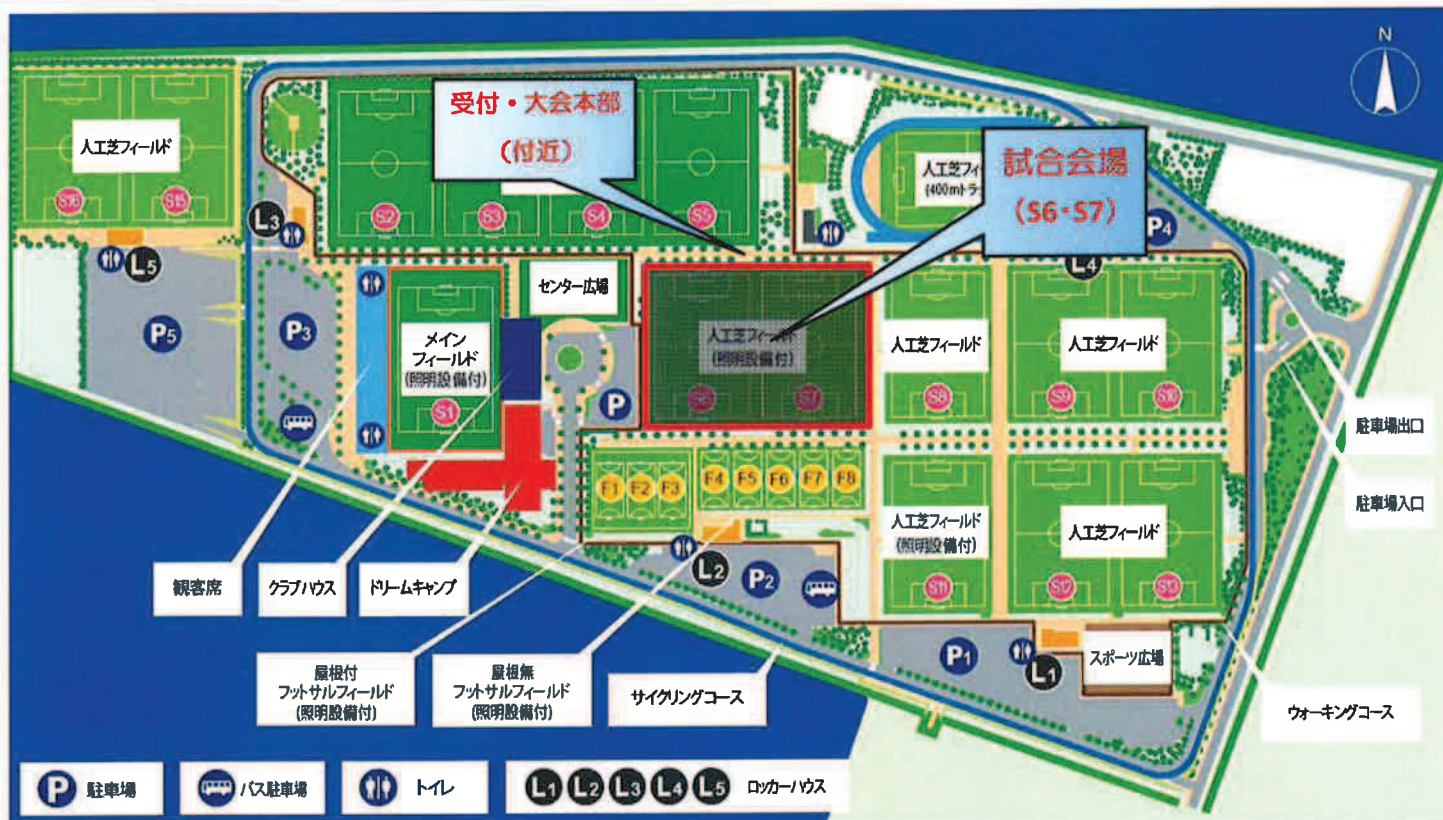 N
受付・大会本部
(付近)
試合会場
(S6・S7)
人工芝フィールド
S16
S15
L3
L5
P5
P3
S2
S3
S4
S5
人工芝フィ
(400mトラ
P4
L4
センター広場
メイン
フィールド
(照明設備付)
S1
P
人工芝フィールド
(照明設備付)
S6
S7
人工芝フィールド
S8
人工芝フィールド
S9
S10
駐車場出口
駐車場入口
F1
F2
F3
F4
F5
F6
F7
F8
人工芝フィールド
(照明設備付)
S11
人工芝フィールド
S12
S13
L2
P2
P1
L1
スポーツ広場
観客席
クラブハウス
ドリームキャンプ
屋根付
フットサルフィールド
(照明設備付)
屋根無
フットサルフィールド
(照明設備付)
サイクリングコース
ウォーキングコース
P 駐車場
バス駐車場
トイレ
L1 L2 L3 L4 L5 ロッカーハウス